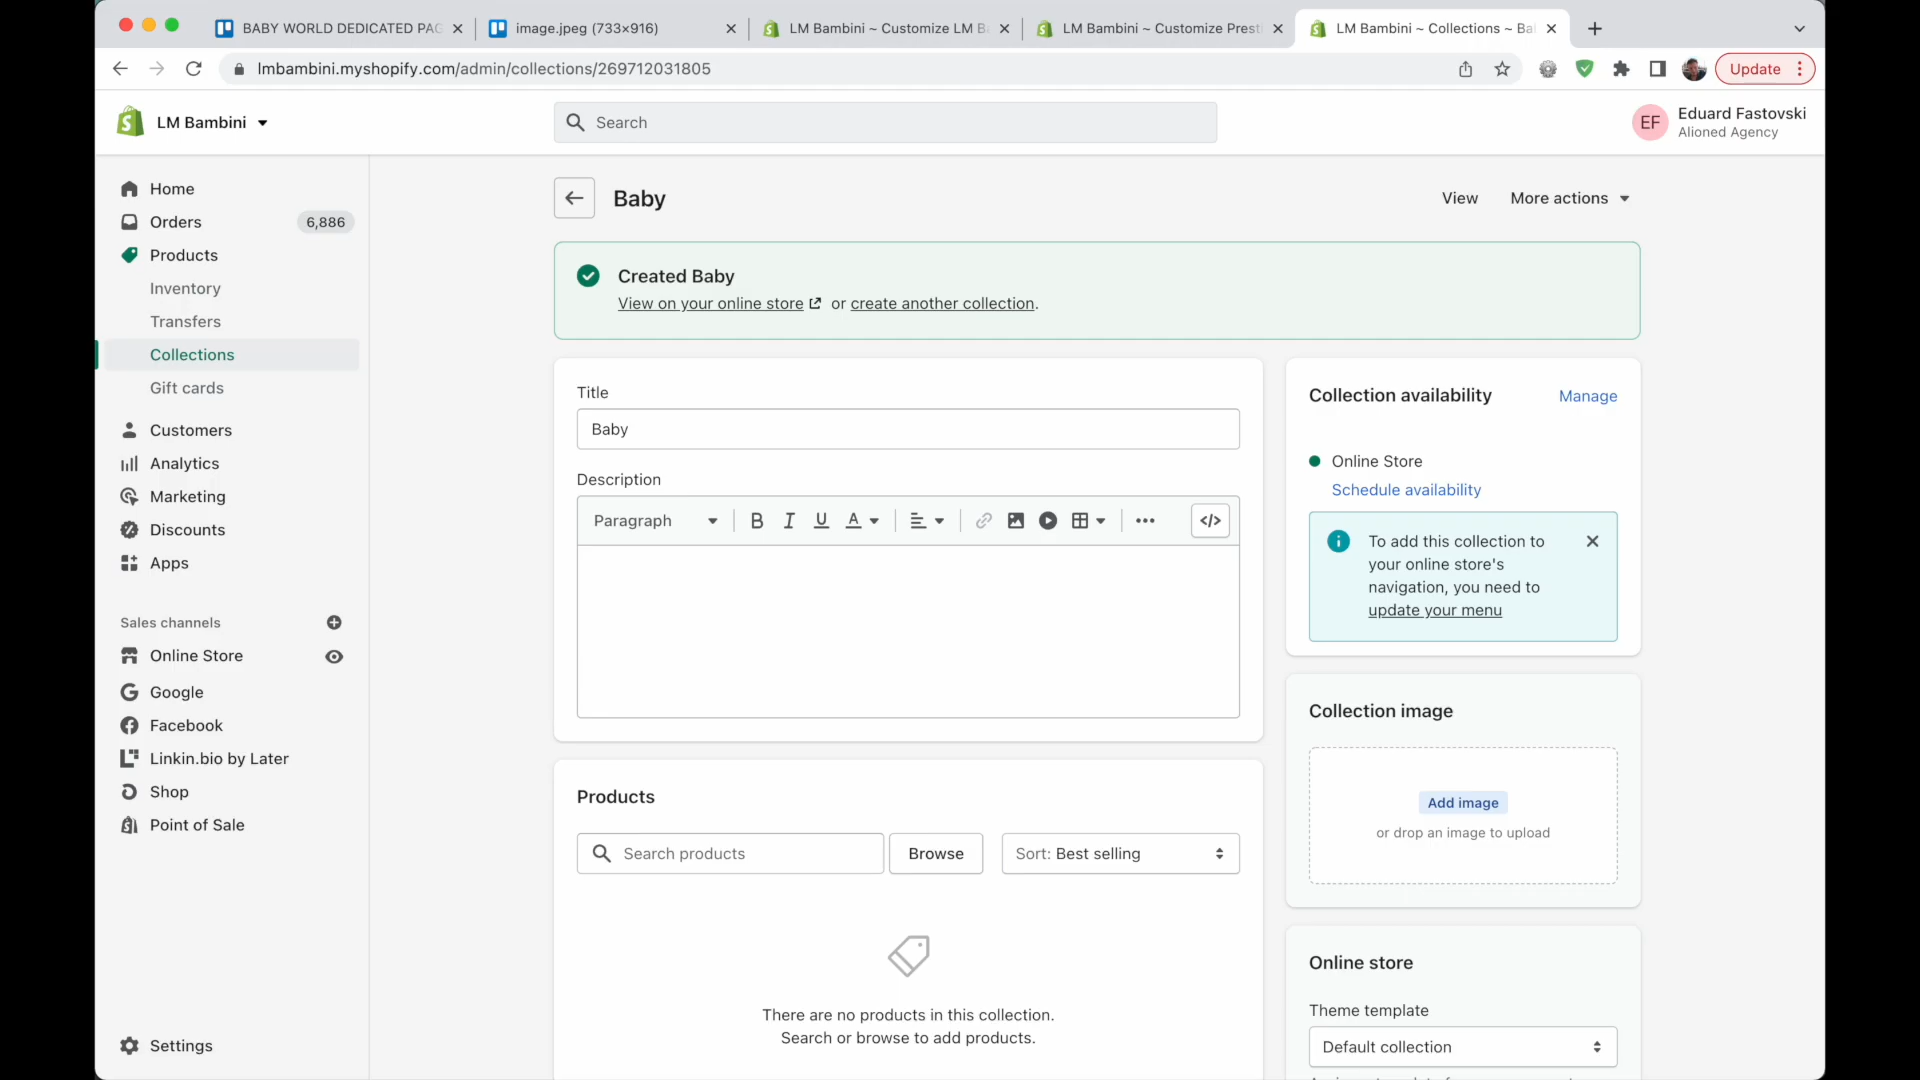 BABY WORLD DEDICATED PAG
image.jpeg (733×916)
LM Bambini ~ Customize LM B
LM Bambini ~ Customize Presti
LM Bambini ~ Collections ~ Ba
lmbambini.myshopify.com/admin/collections/269712031805
Update
LM Bambini
Search
EF
Eduard Fastovski
Alioned Agency
Home
Orders
6,886
Products
Inventory
Transfers
Collections
Gift cards
Customers
Analytics
Marketing
Discounts
Apps
Sales channels
Online Store
Google
Facebook
Linkin.bio by Later
Shop
Point of Sale
Settings
Baby
View
More actions
Created Baby
View on your online store or create another collection.
Title
Baby
Description
Paragraph
B I U A
</>
Products
Search products
Browse
Sort: Best selling
There are no products in this collection.
Search or browse to add products.
Collection availability
Manage
Online Store
Schedule availability
To add this collection to
your online store's
navigation, you need to
update your menu
Collection image
Add image
or drop an image to upload
Online store
Theme template
Default collection